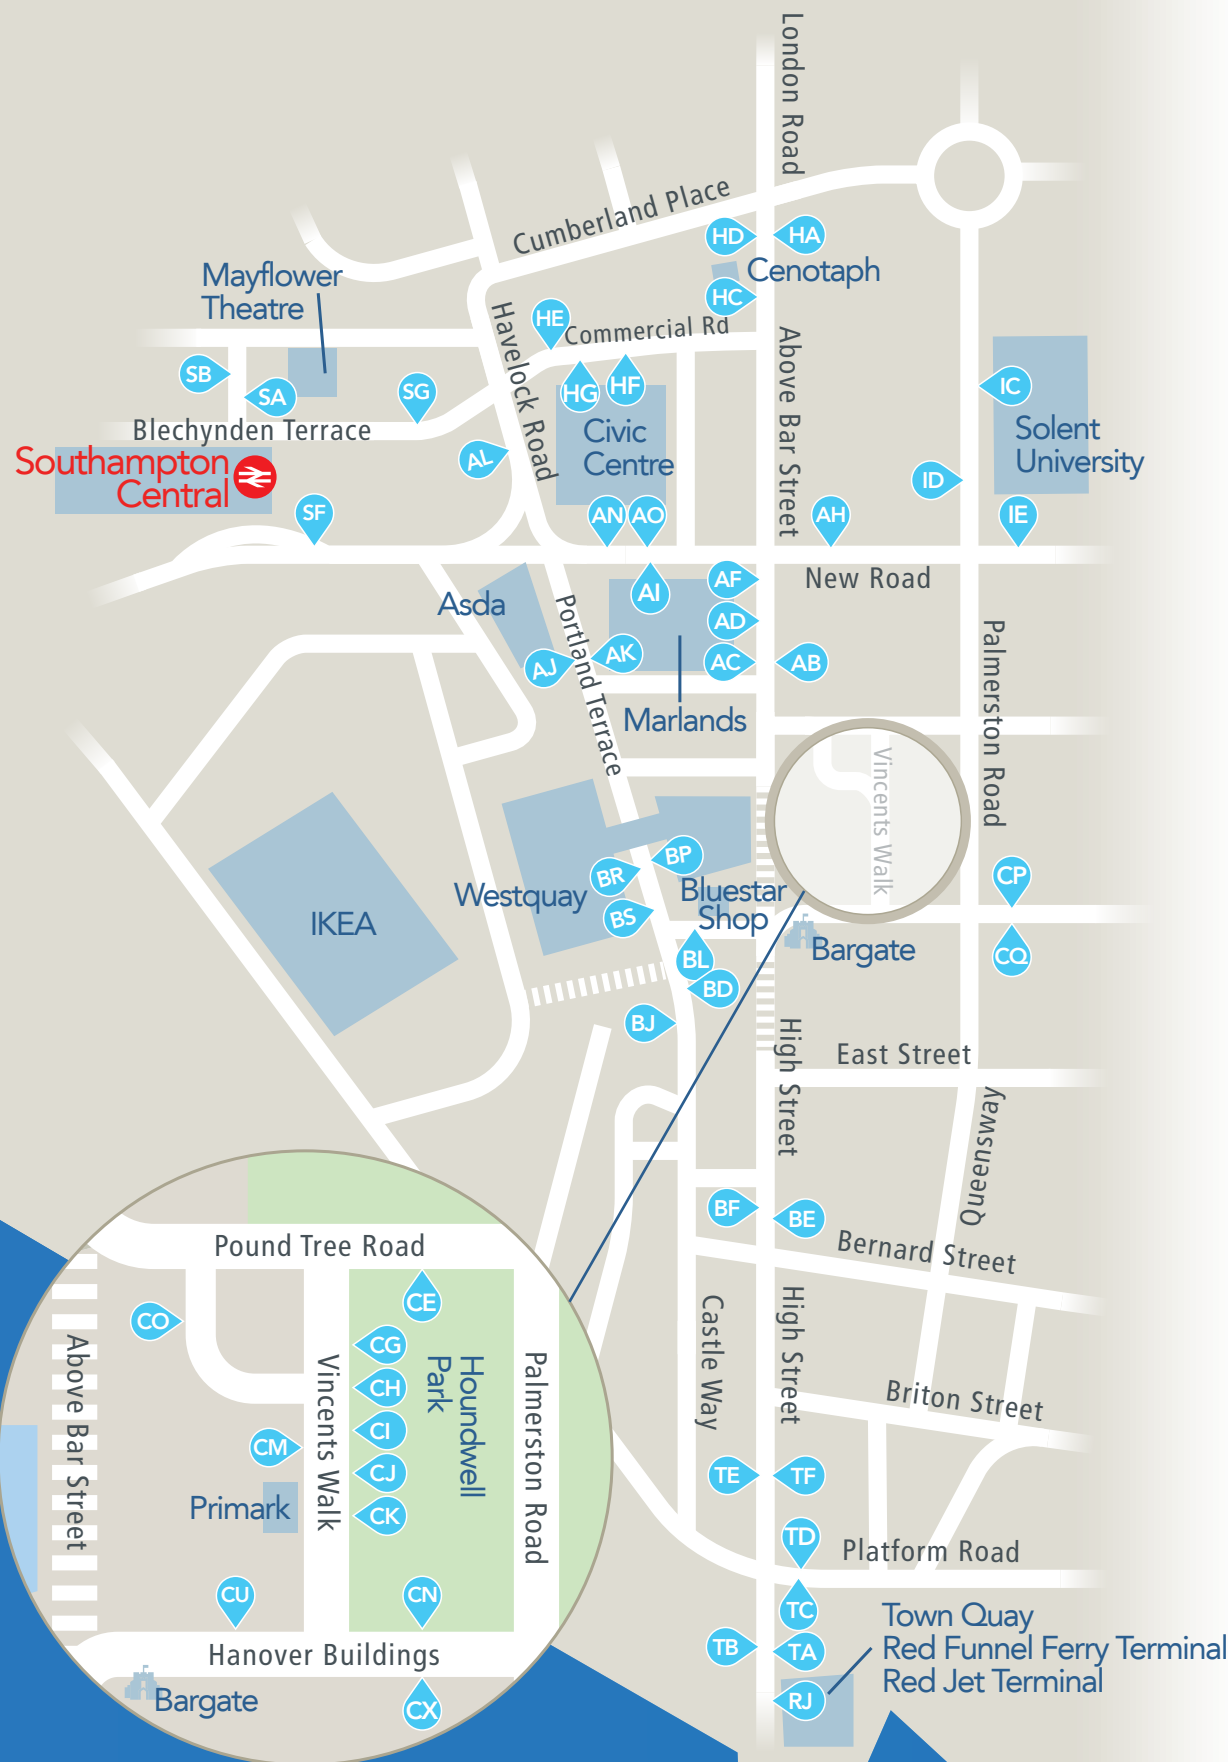 London Road
Cumberland Place
HD
HA
Cenotaph
HC
Mayflower
Theatre
Havelock Road
HE
Commercial Rd
Above Bar Street
SB
SA
SG
HG
HF
IC
Blechynden Terrace
Civic
Centre
Solent
University
Southampton
Central
AL
ID
SF
AN
AO
AH
IE
New Road
Asda
AI
AF
AD
Portland Terrace
AJ
AK
AC
AB
Marlands
Palmerston Road
Vincents Walk
IKEA
Westquay
BR
BP
BS
Bluestar
Shop
CP
Bargate
CQ
BL
BD
BJ
High Street
East Street
Queensway
BF
BE
Bernard Street
Castle Way
High Street
Briton Street
TE
TF
TD
Platform Road
TC
TB
TA
RJ
Town Quay
Red Funnel Ferry Terminal
Red Jet Terminal
Pound Tree Road
CO
CE
Above Bar Street
Vincents Walk
CG
CH
CI
CJ
CK
Houndwell
Park
Palmerston Road
CM
Primark
CU
CN
Hanover Buildings
Bargate
CX